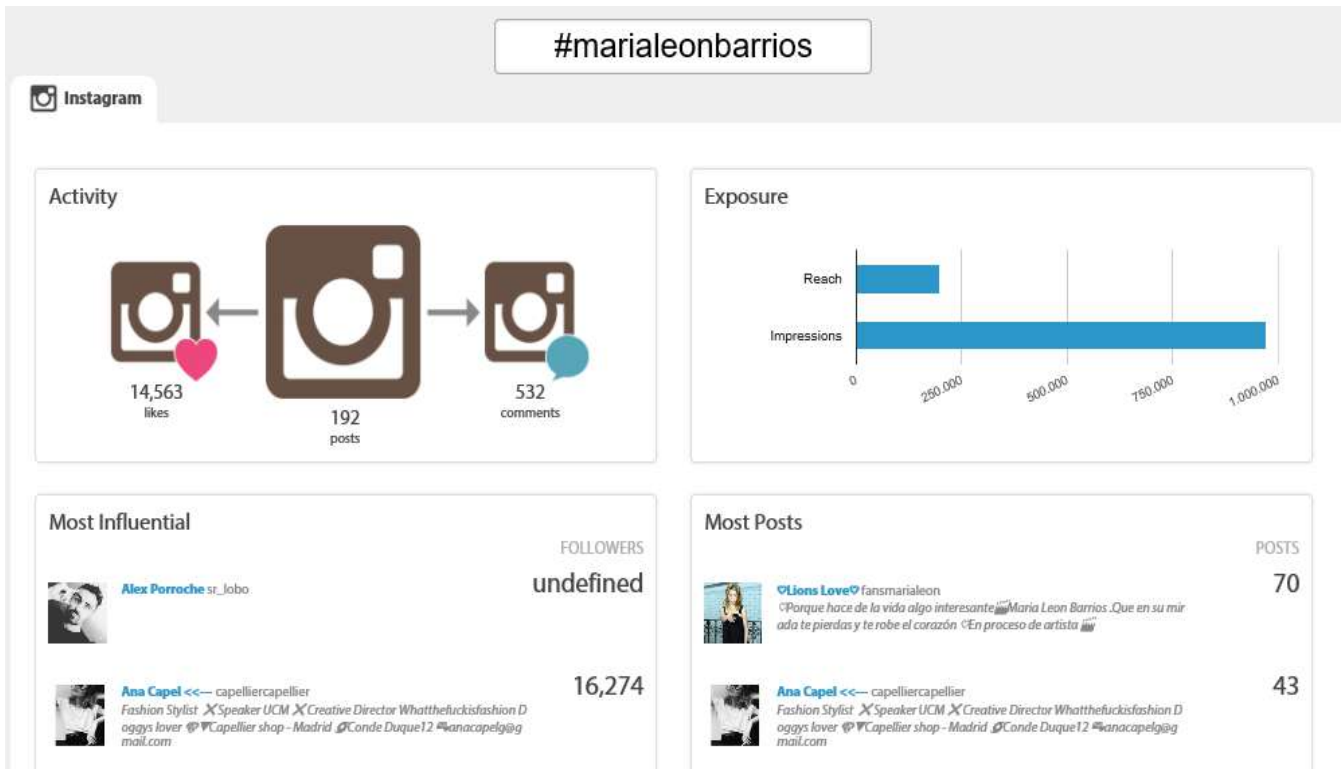 #marialeonbarrios
Instagram
Activity
14,563
likes
192
posts
532
comments
Exposure
Reach
Impressions
0
250.000
500.000
750.000
1.000.000
Most Influential
FOLLOWERS
Alex Porroche sr_lobo
undefined
Ana Capel <<--- capelliercapellier
16,274
Fashion Stylist ✕Speaker UCM ✕Creative Director Whatthefuckisfashion D
oggys lover Capellier shop - Madrid Conde Duque12 anacapelg@g
mail.com
Most Posts
POSTS
♡Lions Love♡ fansmarialeon
70
♡Porque hace de la vida algo interesante🎬Maria Leon Barrios .Que en su mir
ada te pierdas y te robe el corazón ♡En proceso de artista 🎬
Ana Capel <<--- capelliercapellier
43
Fashion Stylist ✕Speaker UCM ✕Creative Director Whatthefuckisfashion D
oggys lover Capellier shop - Madrid Conde Duque12 anacapelg@g
mail.com